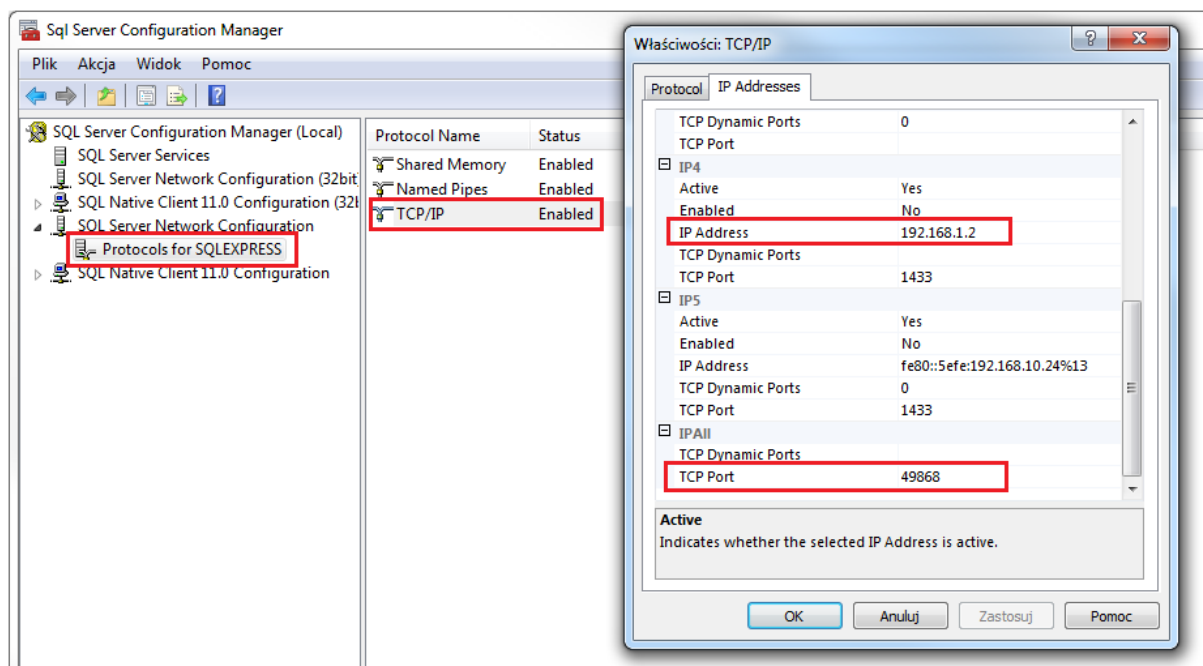 Sql Server Configuration Manager
Plik Akcja Widok Pomoc
SQL Server Configuration Manager (Local)
SQL Server Services
SQL Server Network Configuration (32bit
SQL Native Client 11.0 Configuration (32b
SQL Server Network Configuration
Protocols for SQLEXPRESS
SQL Native Client 11.0 Configuration
Protocol Name Status
Shared Memory Enabled
Named Pipes Enabled
TCP/IP Enabled
Właściwości: TCP/IP
Protocol IP Addresses
TCP Dynamic Ports 0
TCP Port
IP4
Active Yes
Enabled No
IP Address 192.168.1.2
TCP Dynamic Ports
TCP Port 1433
IP5
Active Yes
Enabled No
IP Address fe80::5efe:192.168.10.24%13
TCP Dynamic Ports 0
TCP Port 1433
IPAll
TCP Dynamic Ports
TCP Port 49868
Active
Indicates whether the selected IP Address is active.
OK Anuluj Zastosuj Pomoc